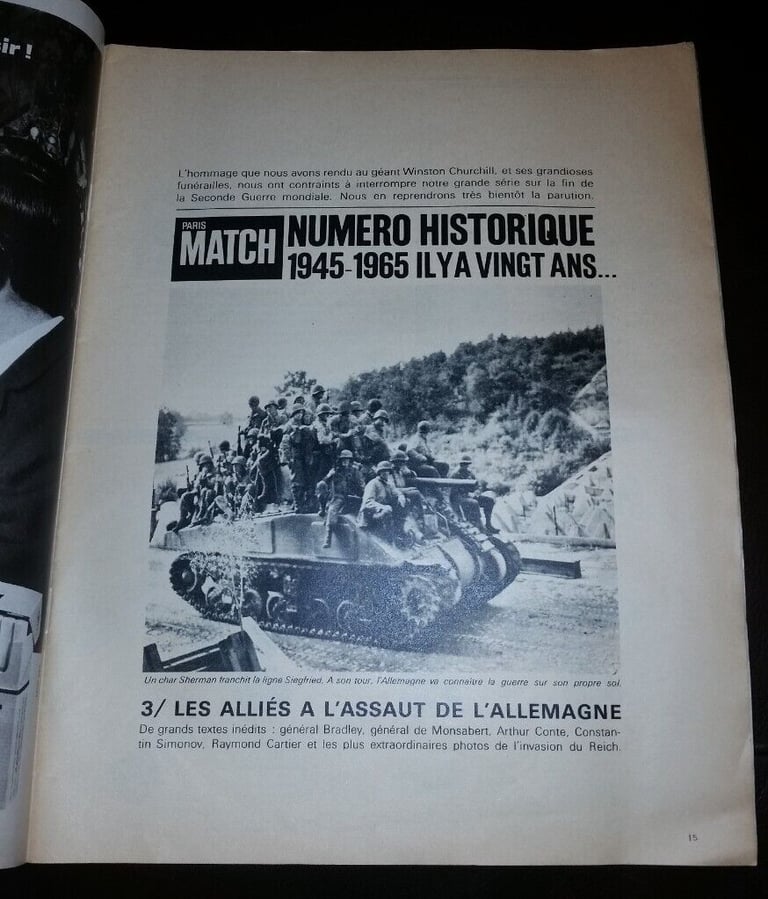 ir !
L'hommage que nous avons rendu au géant Winston Churchill, et ses grandioses
funérailles, nous ont contraints à interrompre notre grande série sur la fin de
la Seconde Guerre mondiale. Nous en reprendrons très bientôt la parution.
PARIS
MATCH
NUMERO HISTORIQUE
1945-1965 IL Y A VINGT ANS...
Un char Sherman franchit la ligne Siegfried. A son tour, l'Allemagne va connaître la guerre sur son propre sol.
3/ LES ALLIÉS A L'ASSAUT DE L'ALLEMAGNE
De grands textes inédits : général Bradley, général de Monsabert, Arthur Conte, Constan-
tin Simonov, Raymond Cartier et les plus extraordinaires photos de l'invasion du Reich.
15